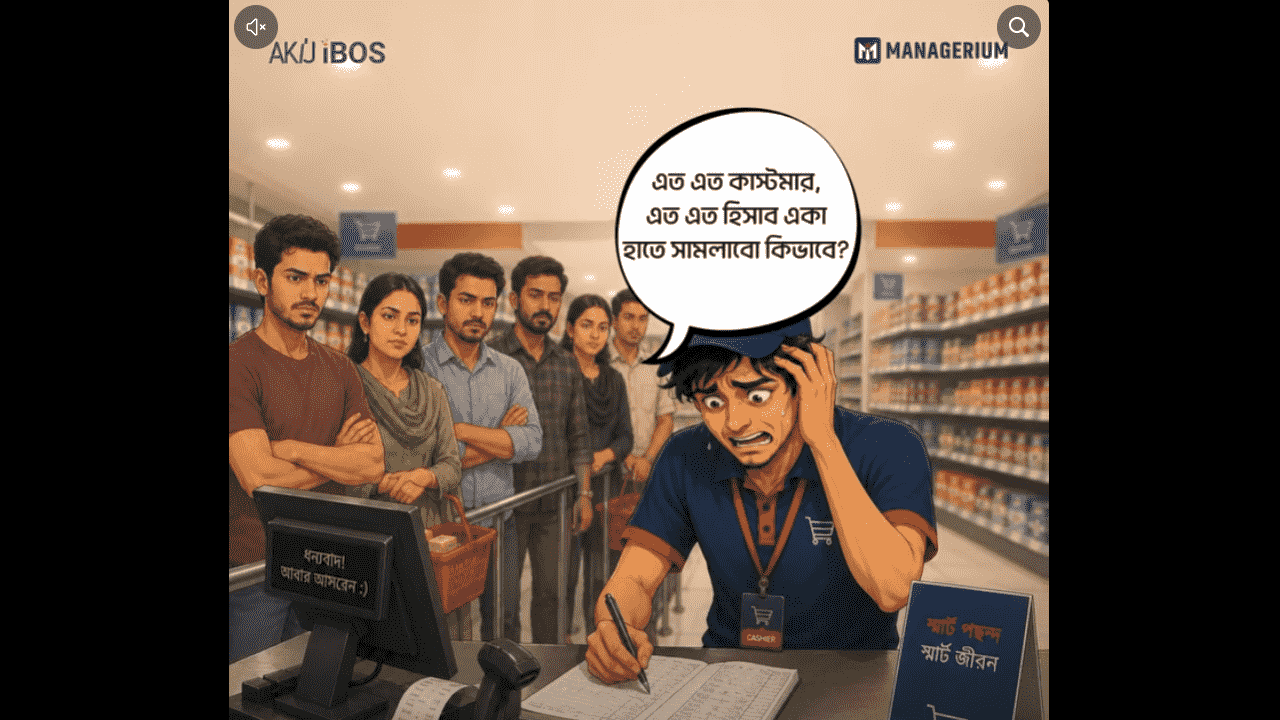 AKIJ iBOS
MANAGERIUM
এত এত কাস্টমার,
এত এত হিসাব একা
হাতে সামলাবো কিভাবে?
ধন্যবাদ!
আবার আসবেন :)
CASHIER
স্মার্ট পছন্দ
স্মার্ট জীবন